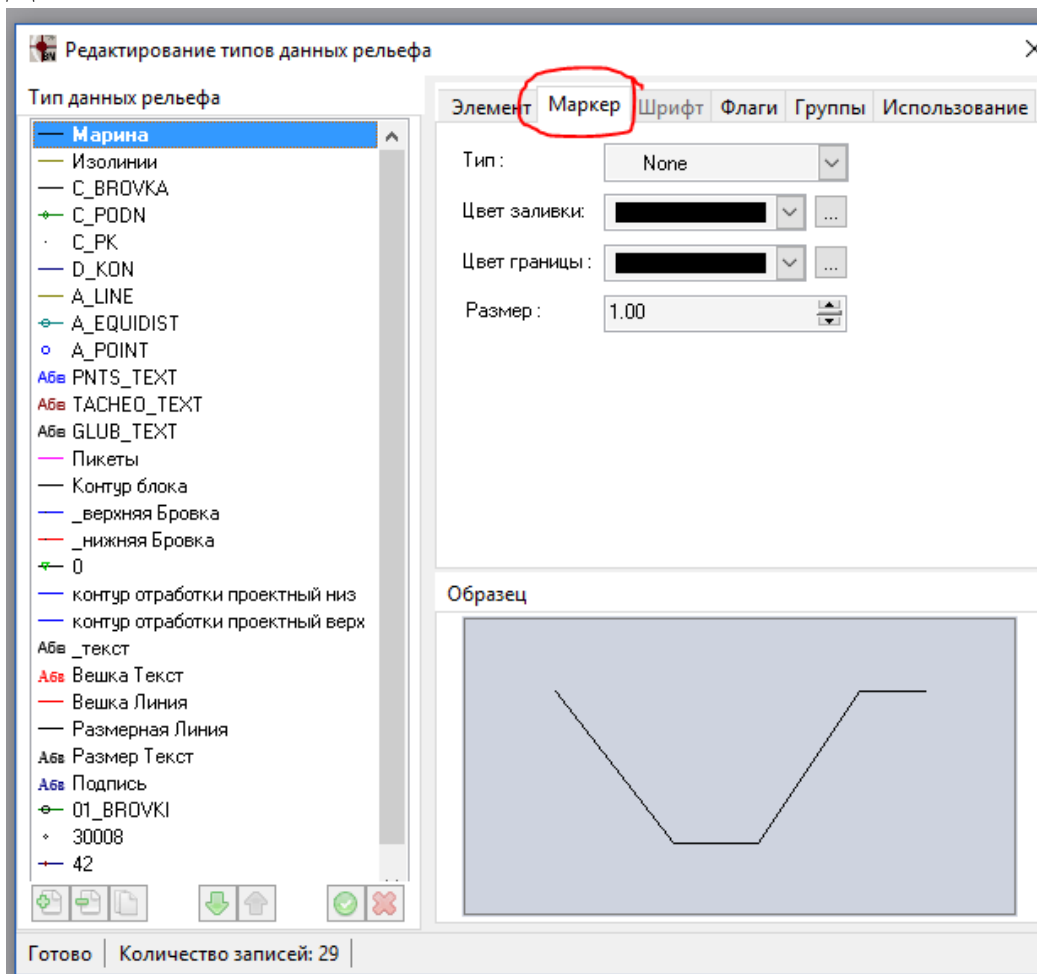 Редактирование типов данных рельефа
Тип данных рельефа
Марина
Изолинии
C_BROVKA
C_PODN
C_PK
D_KON
A_LINE
A_EQUIDIST
A_POINT
Абв PNTS_TEXT
Абв TACHEO_TEXT
Абв GLUB_TEXT
Пикеты
Контур блока
_верхняя Бровка
_нижняя Бровка
0
контур отработки проектный низ
контур отработки проектный верх
Абв _текст
Абв Вешка Текст
Вешка Линия
Размерная Линия
Абв Размер Текст
Абв Подпись
01_BROVKI
30008
42
Элемент Маркер Шрифт Флаги Группы Использование
Тип : None
Цвет заливки: ...
Цвет границы : ...
Размер : 1.00
Образец
Готово Количество записей: 29